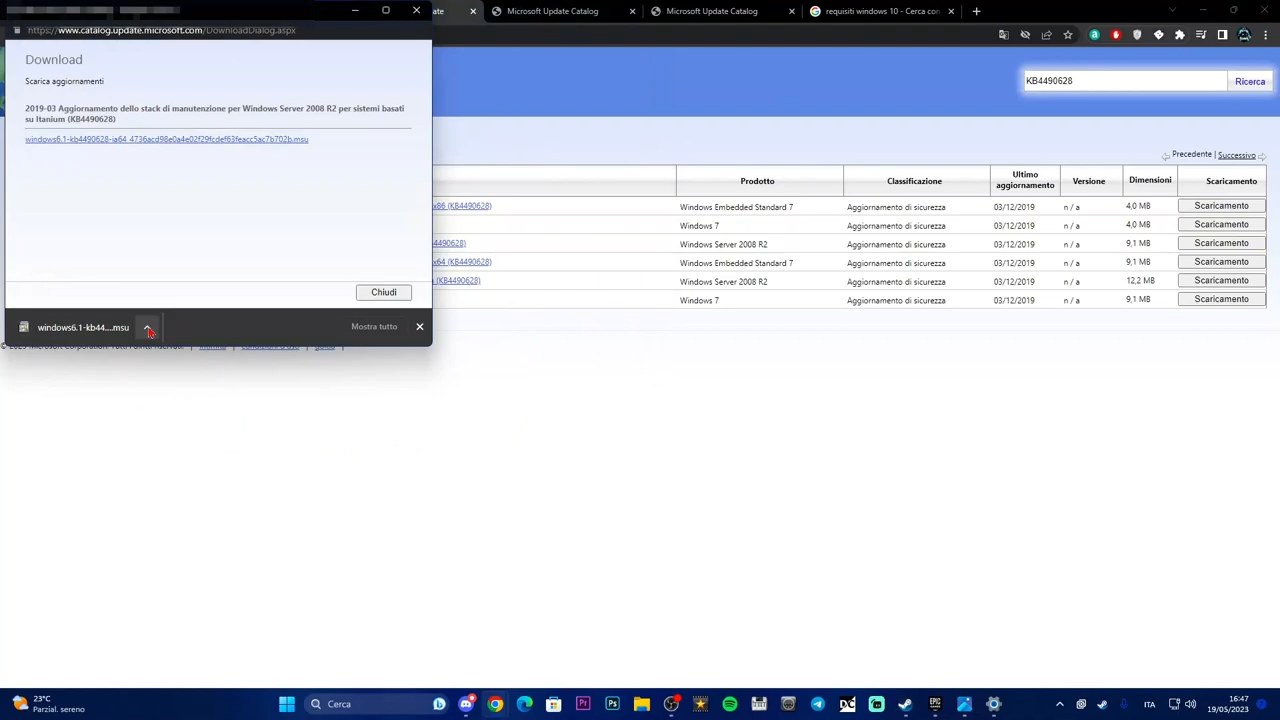 ate
Microsoft Update Catalog
Microsoft Update Catalog
requisiti windows 10 - Cerca con
https://www.catalog.update.microsoft.com/DownloadDialog.aspx
Download
Scarica aggiornamenti
2019-03 Aggiornamento dello stack di manutenzione per Windows Server 2008 R2 per sistemi basati
su Itanium (KB4490628)
windows6.1-kb4490628-ia64_4736acd98e0a4e02f29fcdef63feacc5ac7b702b.msu
Chiudi
windows6.1-kb44....msu
Mostra tutto
KB4490628
Ricerca
Precedente | Successivo
Prodotto Classificazione Ultimo aggiornamento Versione Dimensioni Scaricamento
x86 (KB4490628) Windows Embedded Standard 7 Aggiornamento di sicurezza 03/12/2019 n / a 4,0 MB Scaricamento
Windows 7 Aggiornamento di sicurezza 03/12/2019 n / a 4,0 MB Scaricamento
4490628) Windows Server 2008 R2 Aggiornamento di sicurezza 03/12/2019 n / a 9,1 MB Scaricamento
x64 (KB4490628) Windows Embedded Standard 7 Aggiornamento di sicurezza 03/12/2019 n / a 9,1 MB Scaricamento
(KB4490628) Windows Server 2008 R2 Aggiornamento di sicurezza 03/12/2019 n / a 12,2 MB Scaricamento
Windows 7 Aggiornamento di sicurezza 03/12/2019 n / a 9,1 MB Scaricamento
23°C
Parzial. sereno
Cerca
ITA
16:47
19/05/2023